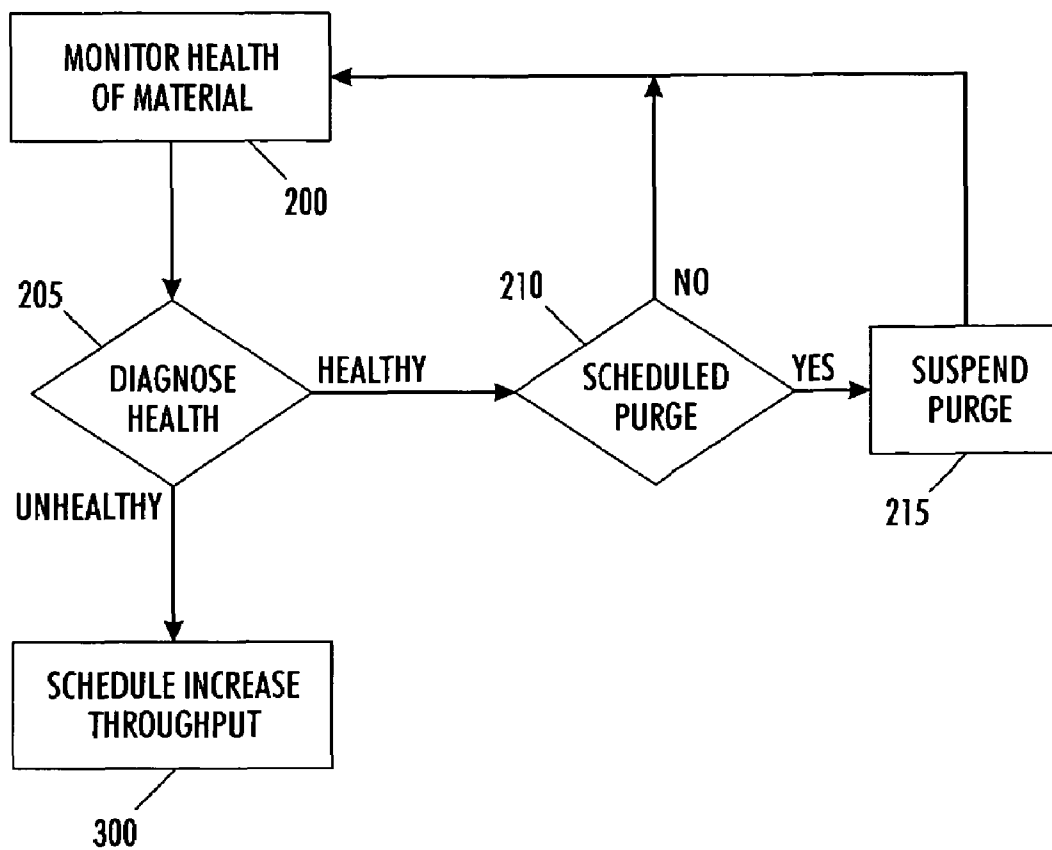 MONITOR HEALTH
OF MATERIAL
200
205
DIAGNOSE
HEALTH
HEALTHY
210
SCHEDULED
PURGE
NO
YES
SUSPEND
PURGE
215
UNHEALTHY
SCHEDULE INCREASE
THROUGHPUT
300